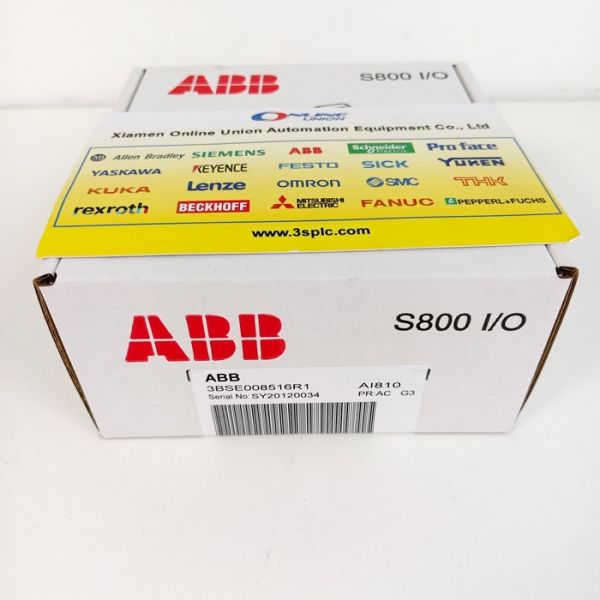 ABB S800 I/O
ONLINE
UNION
Xiamen Online Union Automation Equipment Co., Ltd
AB Allen Bradley SIEMENS ABB Schneider Electric Pro face
YASKAWA KEYENCE FESTO SICK YUKEN
KUKA Lenze OMRON SMC THK
rexroth BECKHOFF MITSUBISHI ELECTRIC FANUC PEPPERL+FUCHS
www.3splc.com
ABB S800 I/O
ABB
3BSE008516R1 AI810
Serial No: SY20120034 PR:AC G3